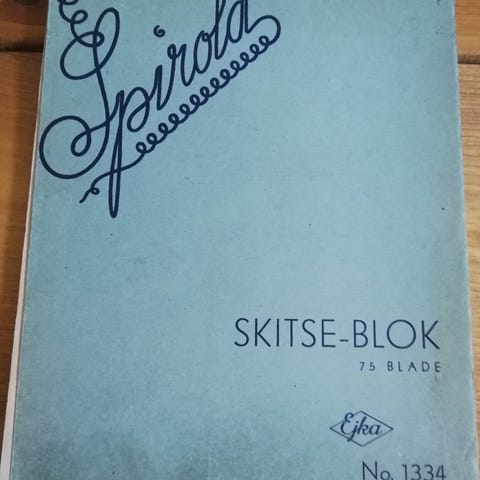 Spirola
SKITSE-BLOK
75 BLADE
Ejka
No. 1334